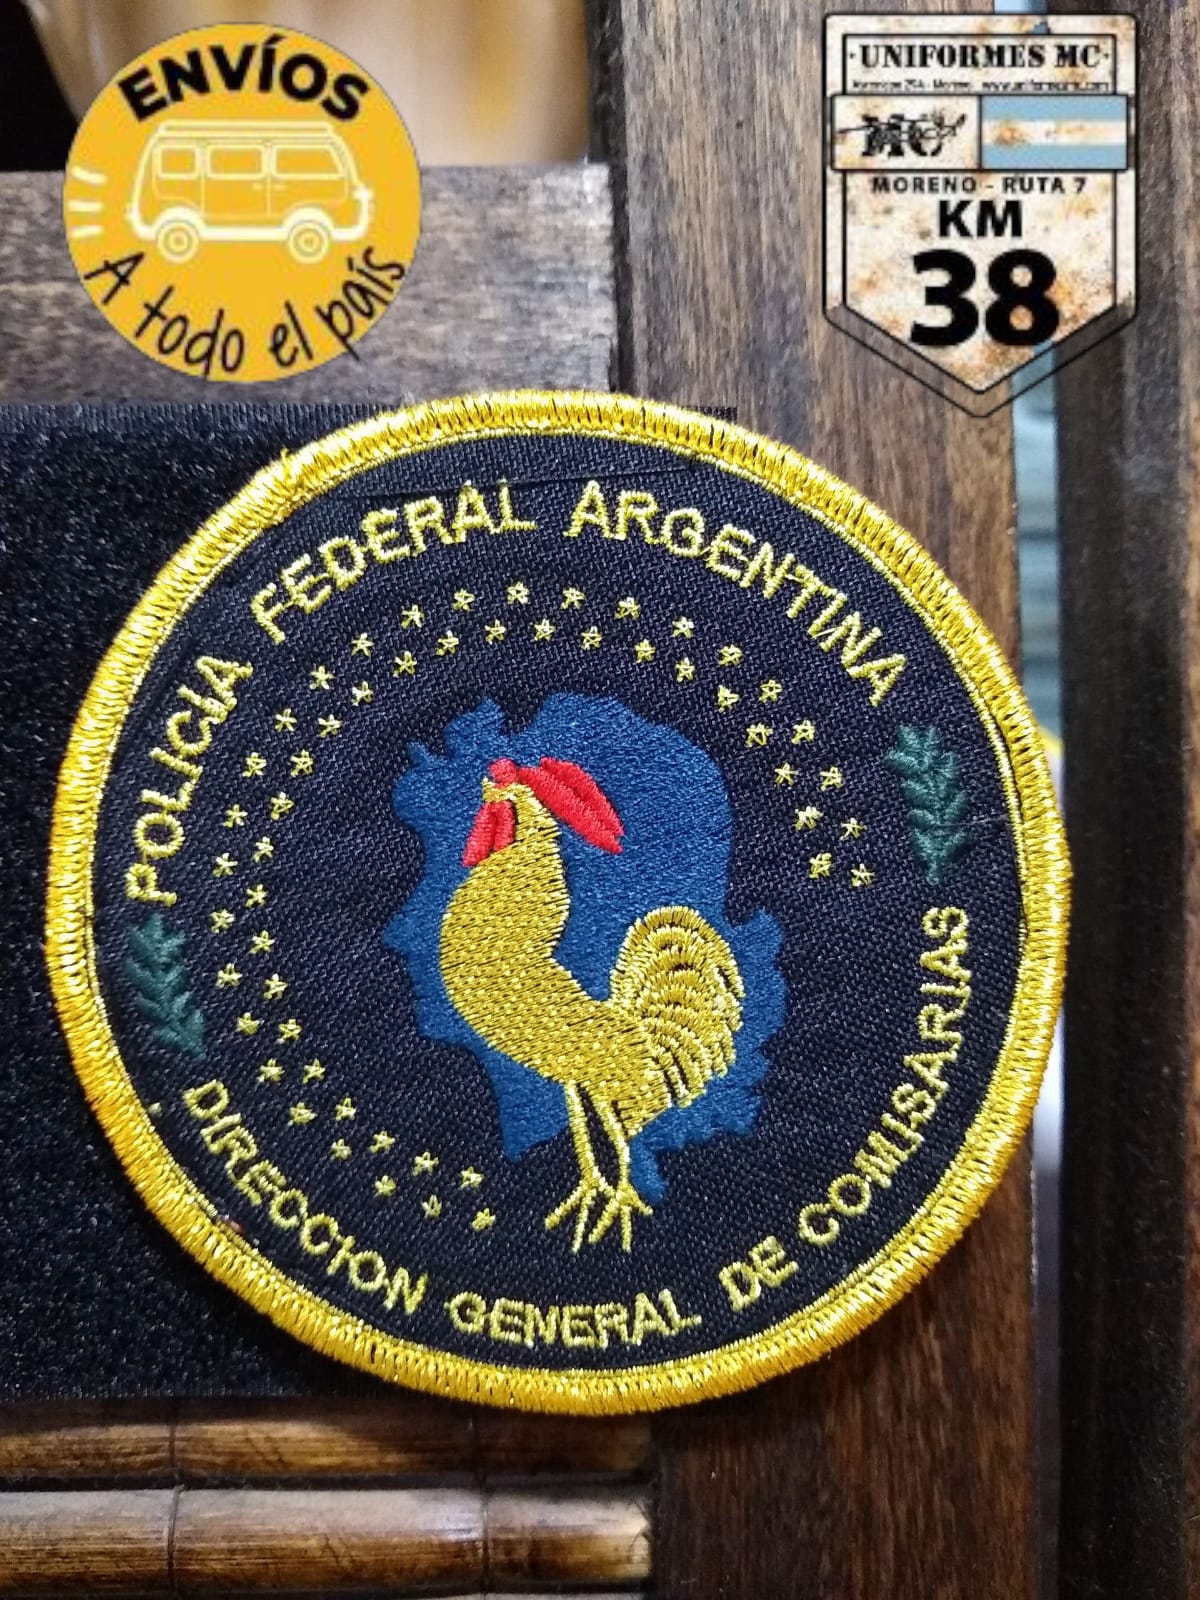 ENVÍOS
A todo el país
·UNIFORMES MC·
MC
MORENO - RUTA 7
KM
38
POLICIA FEDERAL ARGENTINA
DIRECCION GENERAL DE COMISARIAS